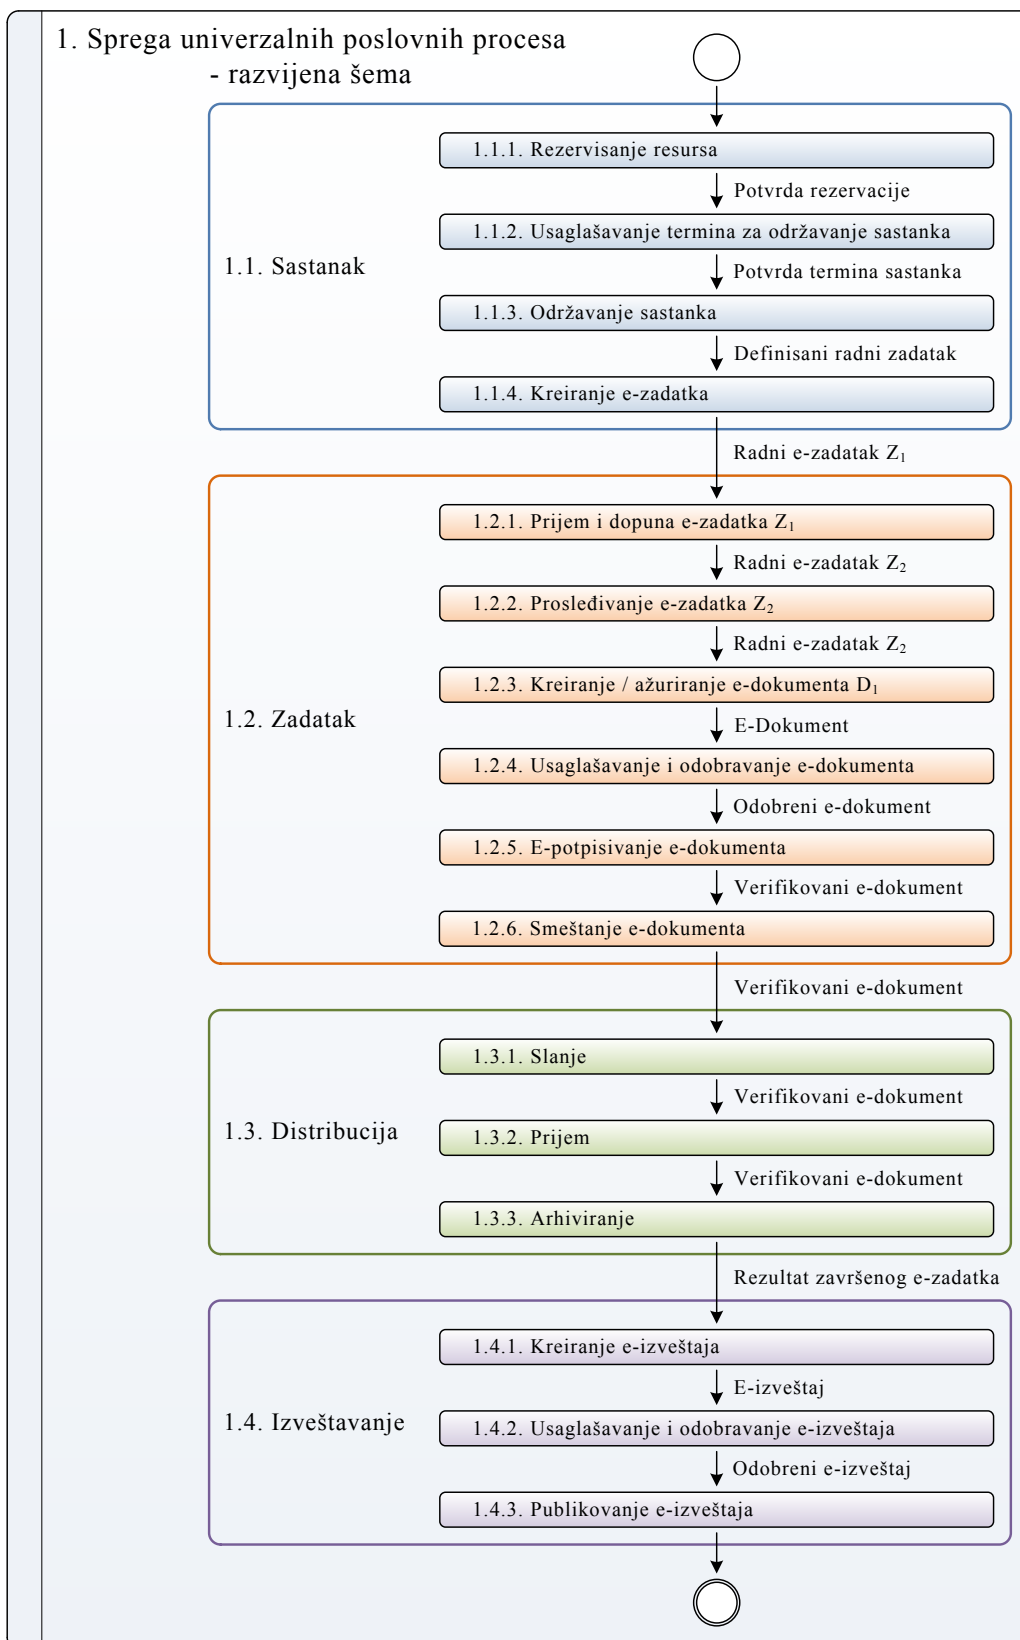 1. Sprega univerzalnih poslovnih procesa
- razvijena šema
1.1. Sastanak
1.1.1. Rezervisanje resursa
Potvrda rezervacije
1.1.2. Usaglašavanje termina za održavanje sastanka
Potvrda termina sastanka
1.1.3. Održavanje sastanka
Definisani radni zadatak
1.1.4. Kreiranje e-zadatka
Radni e-zadatak Z₁
1.2. Zadatak
1.2.1. Prijem i dopuna e-zadatka Z₁
Radni e-zadatak Z₂
1.2.2. Prosleđivanje e-zadatka Z₂
Radni e-zadatak Z₂
1.2.3. Kreiranje / ažuriranje e-dokumenta D₁
E-Dokument
1.2.4. Usaglašavanje i odobravanje e-dokumenta
Odobreni e-dokument
1.2.5. E-potpisivanje e-dokumenta
Verifikovani e-dokument
1.2.6. Smeštanje e-dokumenta
Verifikovani e-dokument
1.3. Distribucija
1.3.1. Slanje
Verifikovani e-dokument
1.3.2. Prijem
Verifikovani e-dokument
1.3.3. Arhiviranje
Rezultat završenog e-zadatka
1.4. Izveštavanje
1.4.1. Kreiranje e-izveštaja
E-izveštaj
1.4.2. Usaglašavanje i odobravanje e-izveštaja
Odobreni e-izveštaj
1.4.3. Publikovanje e-izveštaja